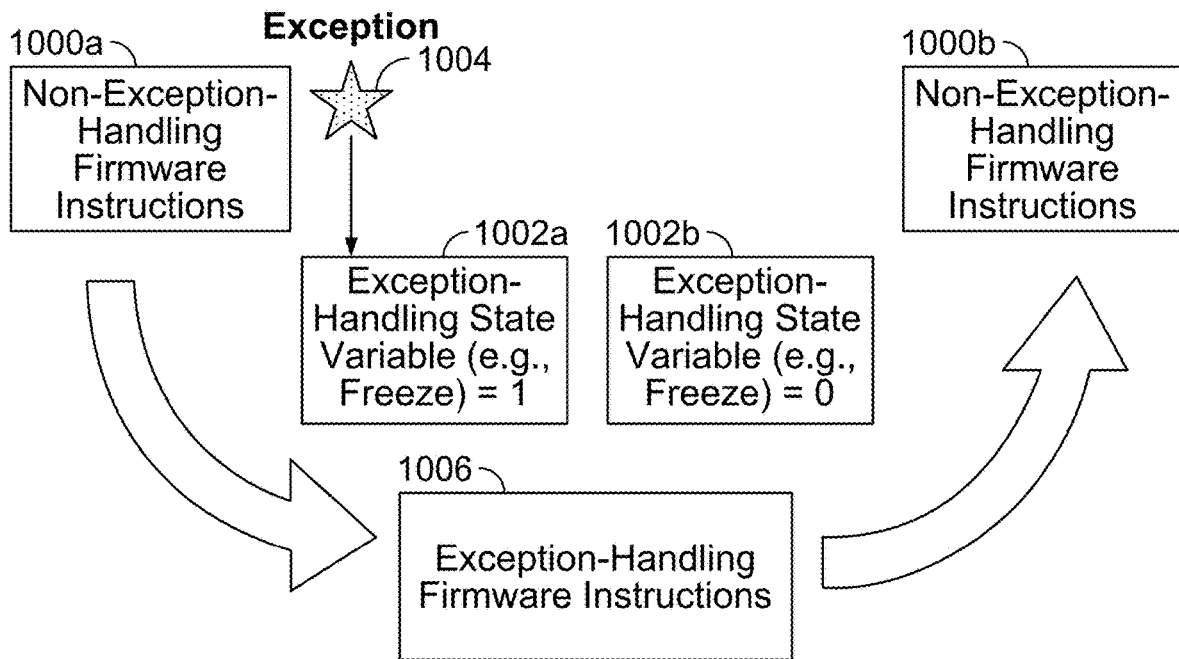 Exception
1000a
1004
1000b
Non-Exception-
Handling
Firmware
Instructions
Non-Exception-
Handling
Firmware
Instructions
1002a
1002b
Exception-
Handling State
Variable (e.g.,
Freeze) = 1
Exception-
Handling State
Variable (e.g.,
Freeze) = 0
1006
Exception-Handling
Firmware Instructions